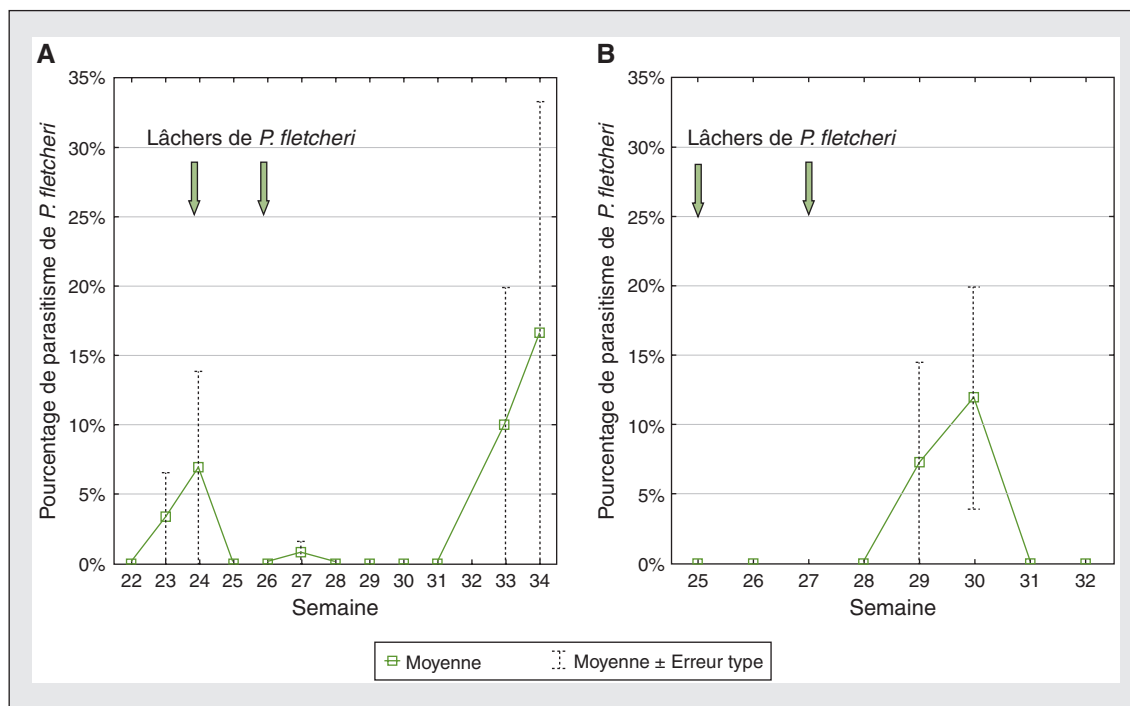 A
Pourcentage de parasitisme de P. fletcheri
35%
30%
25%
20%
15%
10%
5%
0%
Lâchers de P. fletcheri
22 23 24 25 26 27 28 29 30 31 32 33 34
Semaine
B
Pourcentage de parasitisme de P. fletcheri
35%
30%
25%
20%
15%
10%
5%
0%
Lâchers de P. fletcheri
25 26 27 28 29 30 31 32
Semaine
Moyenne
Moyenne ± Erreur type